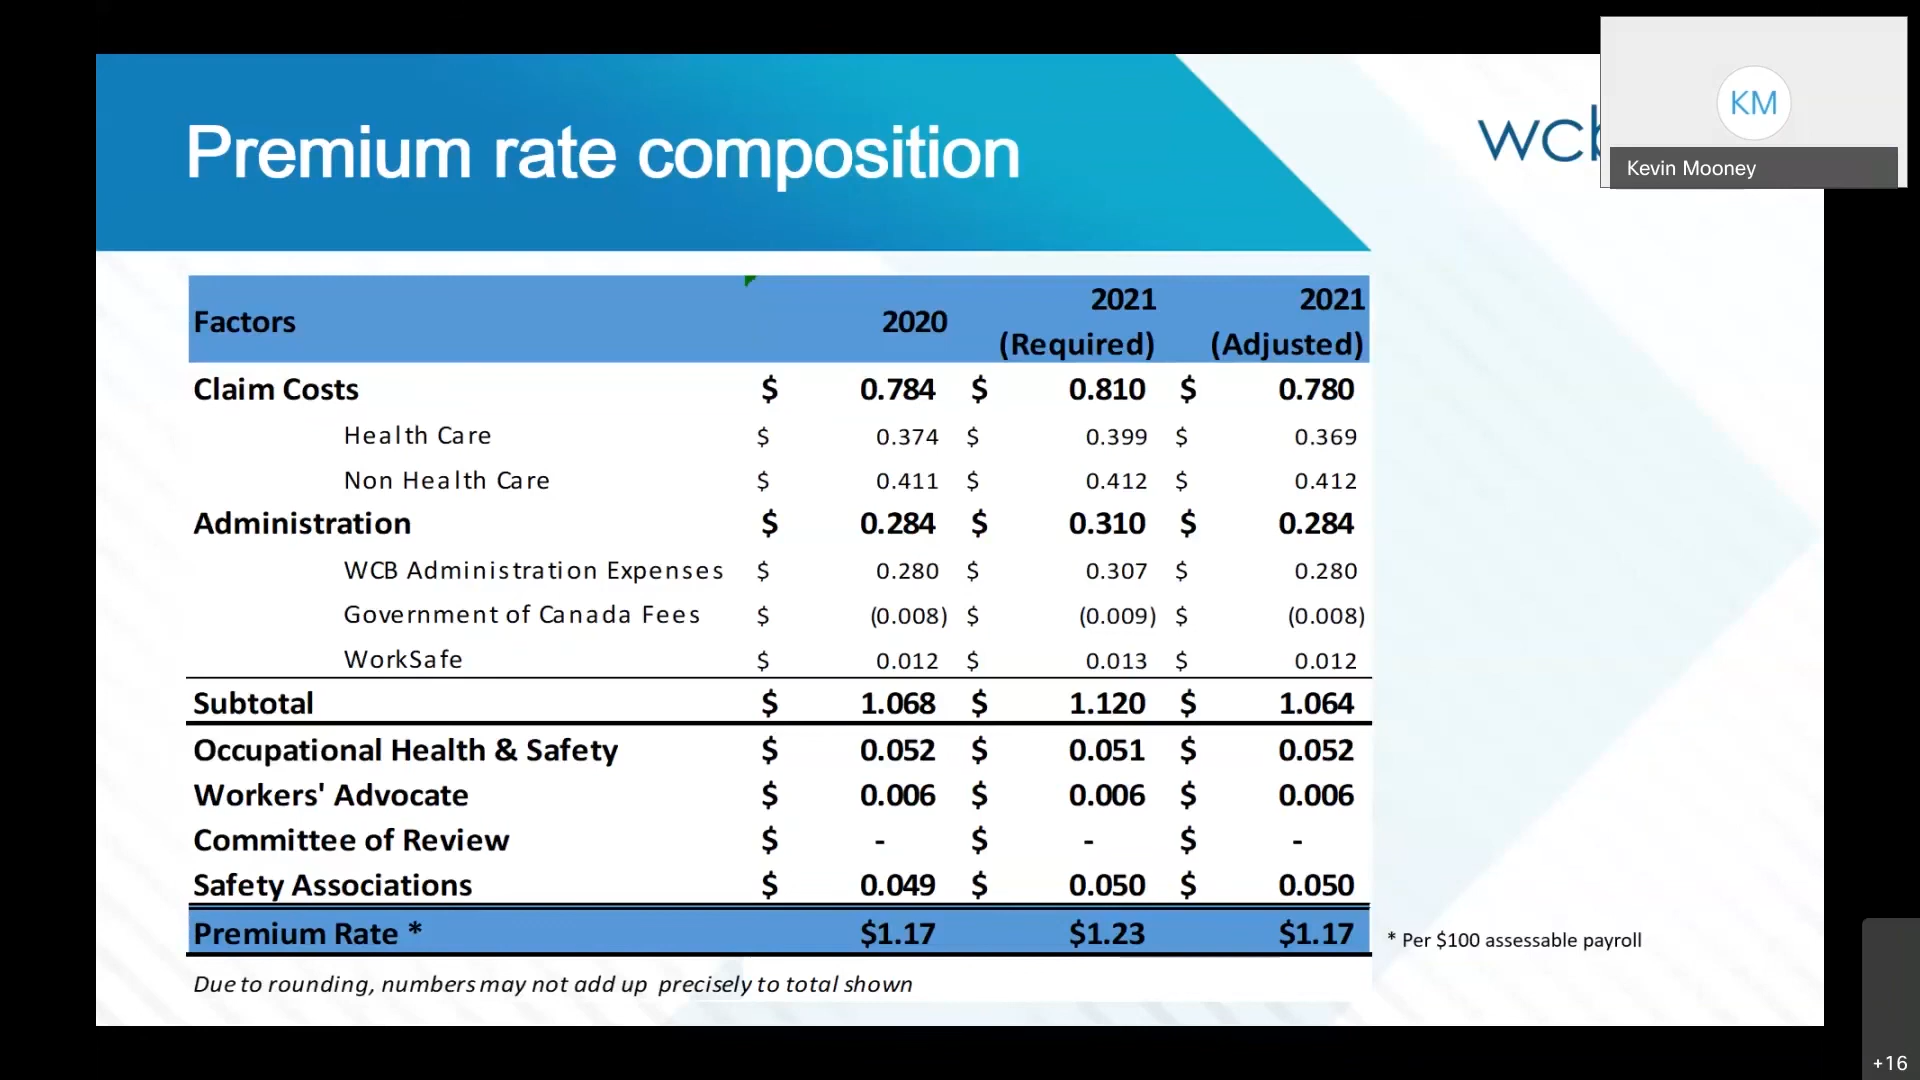 Premium rate composition
wcb
KM
Kevin Mooney
Factors 2020 2021 (Required) 2021 (Adjusted)
Claim Costs $ 0.784 $ 0.810 $ 0.780
Health Care $ 0.374 $ 0.399 $ 0.369
Non Health Care $ 0.411 $ 0.412 $ 0.412
Administration $ 0.284 $ 0.310 $ 0.284
WCB Administration Expenses $ 0.280 $ 0.307 $ 0.280
Government of Canada Fees $ (0.008) $ (0.009) $ (0.008)
WorkSafe $ 0.012 $ 0.013 $ 0.012
Subtotal $ 1.068 $ 1.120 $ 1.064
Occupational Health & Safety $ 0.052 $ 0.051 $ 0.052
Workers' Advocate $ 0.006 $ 0.006 $ 0.006
Committee of Review $ - $ - $ -
Safety Associations $ 0.049 $ 0.050 $ 0.050
Premium Rate * $1.17 $1.23 $1.17
* Per $100 assessable payroll
Due to rounding, numbers may not add up precisely to total shown
+16